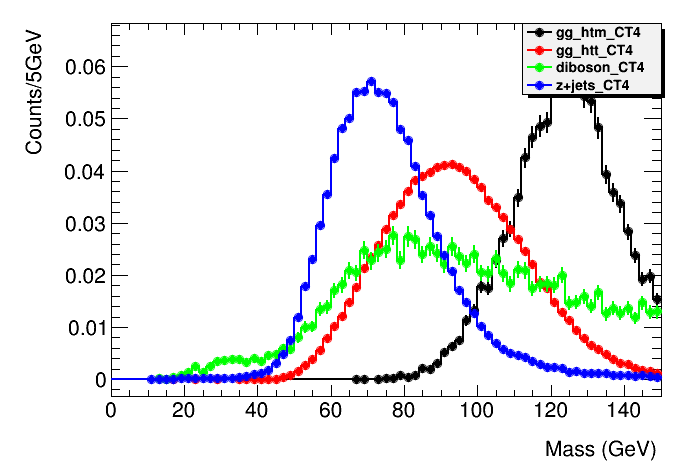 Counts/5GeV
gg_htm_CT4
gg_htt_CT4
diboson_CT4
z+jets_CT4
0.06
0.05
0.04
0.03
0.02
0.01
0
0 20 40 60 80 100 120 140
Mass (GeV)